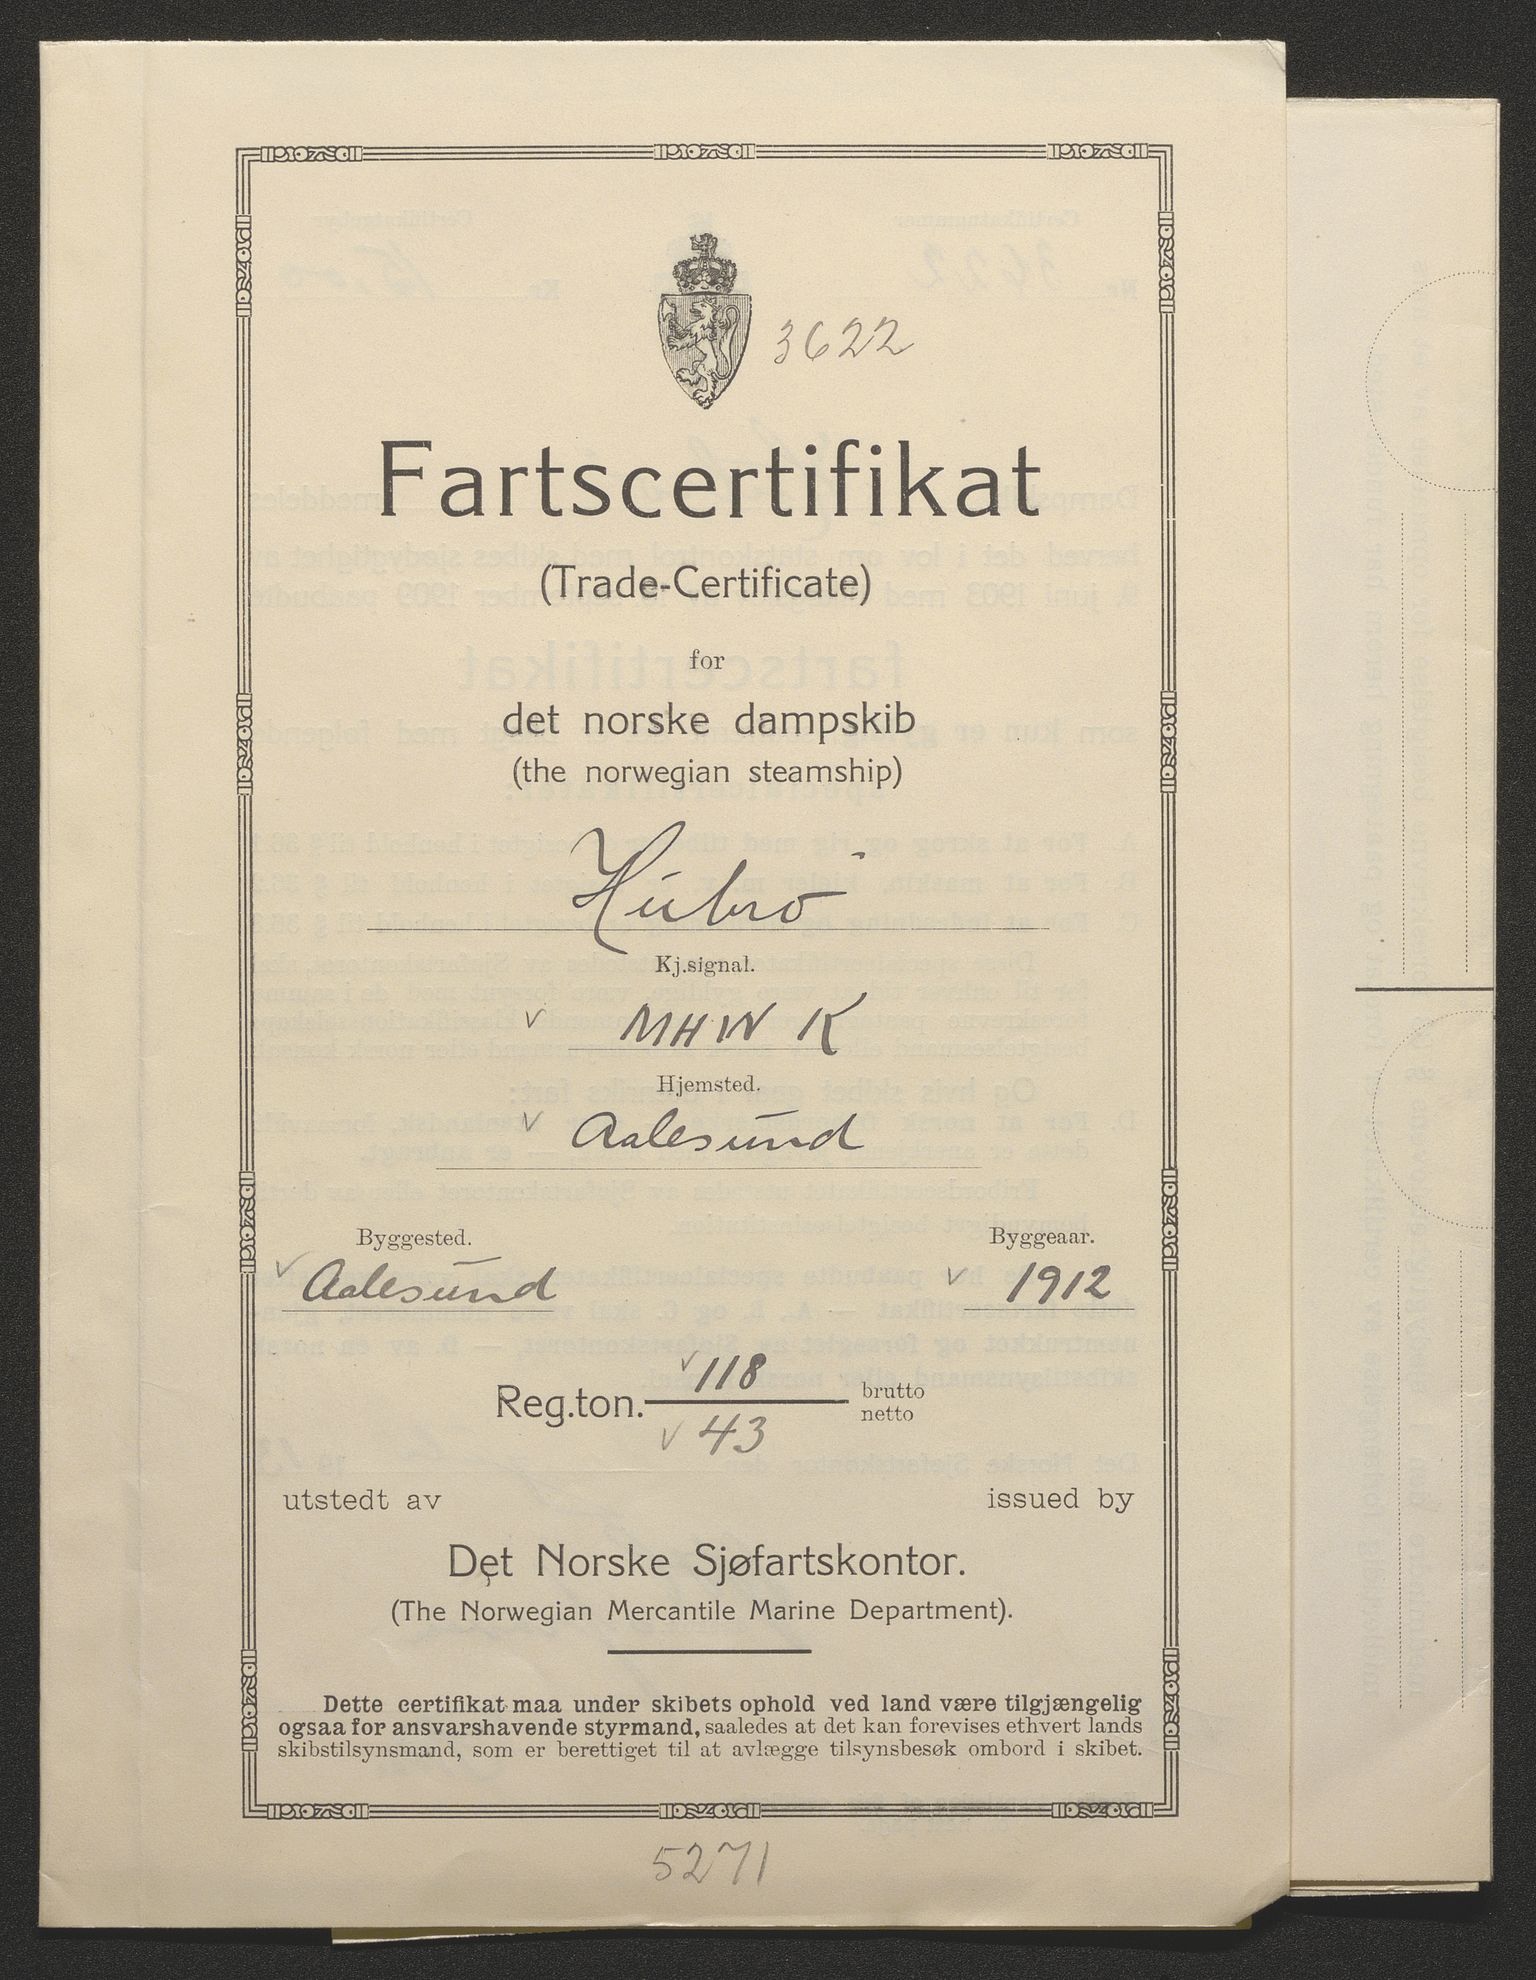 3622
Fartscertifikat
(Trade-Certificate)
for
det norske dampskib
(the norwegian steamship)
Hubro
Kj.signal.
v MHWK
Hjemsted.
v Aalesund
Byggested. Byggeaar.
v Aalesund v 1912
v 118
Reg.ton. brutto
netto
v 43
utstedt av issued by
Det Norske Sjøfartskontor.
(The Norwegian Mercantile Marine Department).
Dette certifikat maa under skibets ophold ved land være tilgjængelig
ogsaa for ansvarshavende styrmand, saaledes at det kan forevises ethvert lands
skibstilsynsmand, som er berettiget til at avlægge tilsynsbesøk ombord i skibet.
5271